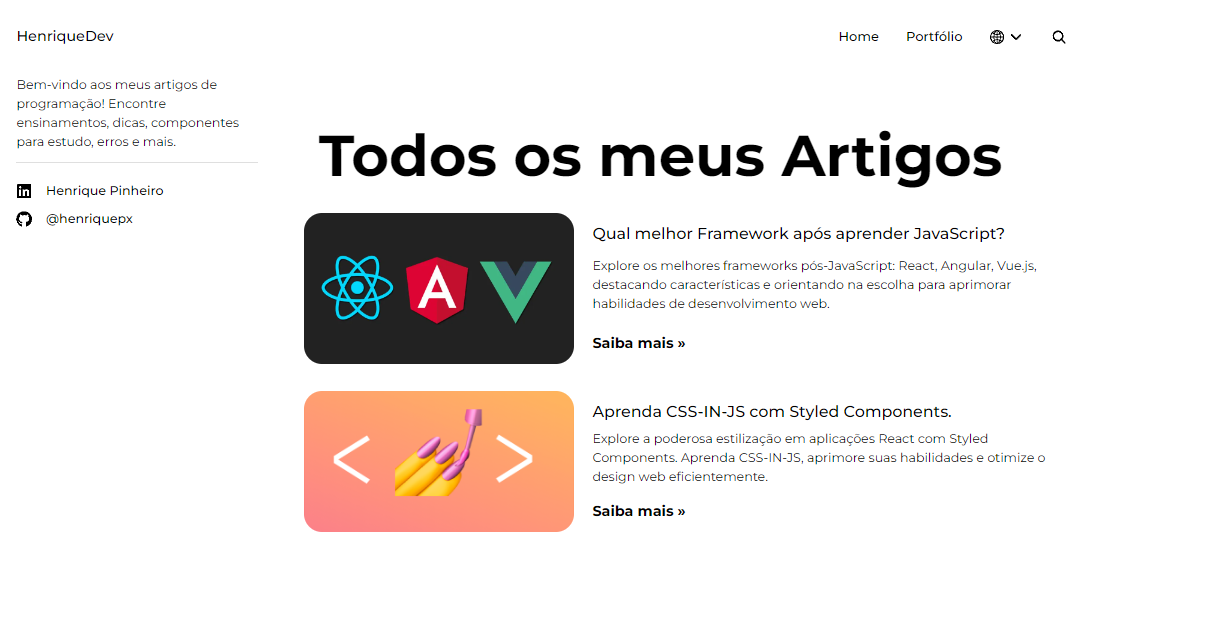 HenriqueDev
Home
Portfólio
Bem-vindo aos meus artigos de
programação! Encontre
ensinamentos, dicas, componentes
para estudo, erros e mais.
Henrique Pinheiro
@henriquepx
Todos os meus Artigos
A
Qual melhor Framework após aprender JavaScript?
Explore os melhores frameworks pós-JavaScript: React, Angular, Vue.js,
destacando características e orientando na escolha para aprimorar
habilidades de desenvolvimento web.
Saiba mais »
< >
Aprenda CSS-IN-JS com Styled Components.
Explore a poderosa estilização em aplicações React com Styled
Components. Aprenda CSS-IN-JS, aprimore suas habilidades e otimize o
design web eficientemente.
Saiba mais »